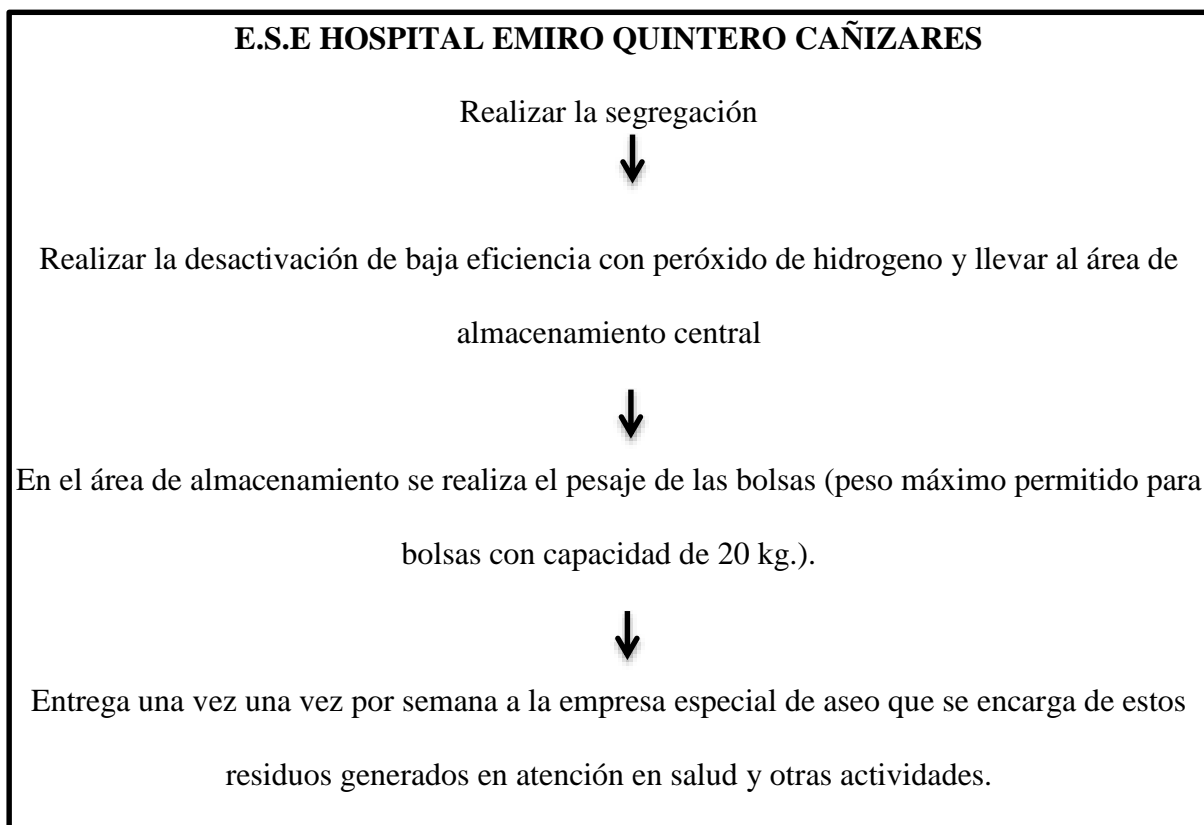 E.S.E HOSPITAL EMIRO QUINTERO CAÑIZARES
Realizar la segregación
Realizar la desactivación de baja eficiencia con peróxido de hidrogeno y llevar al área de
almacenamiento central
En el área de almacenamiento se realiza el pesaje de las bolsas (peso máximo permitido para
bolsas con capacidad de 20 kg.).
Entrega una vez una vez por semana a la empresa especial de aseo que se encarga de estos
residuos generados en atención en salud y otras actividades.